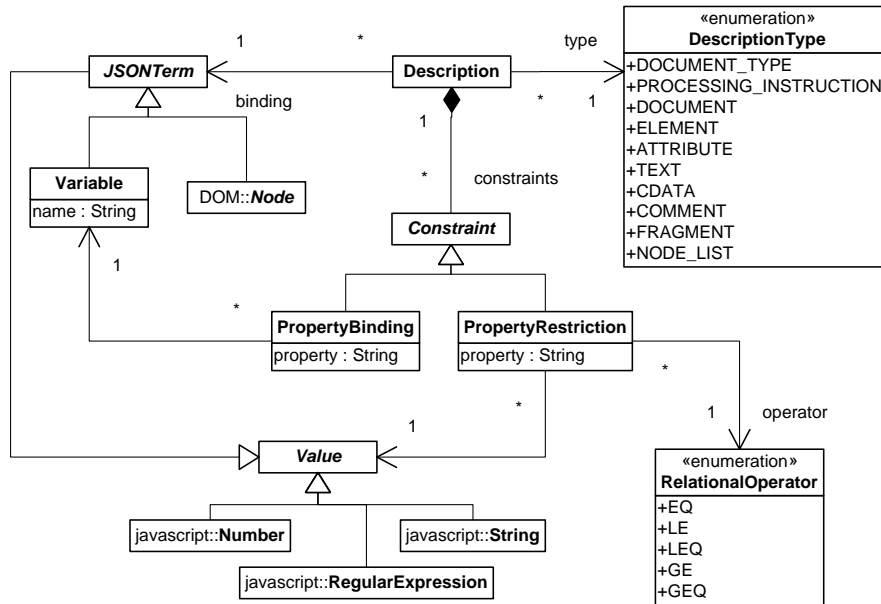 «enumeration»
DescriptionType
+DOCUMENT_TYPE
+PROCESSING_INSTRUCTION
+DOCUMENT
+ELEMENT
+ATTRIBUTE
+TEXT
+CDATA
+COMMENT
+FRAGMENT
+NODE_LIST
1
*
type
JSONTerm
Description
binding
1
*
1
Variable
name : String
DOM::Node
*
constraints
Constraint
1
*
PropertyBinding
property : String
PropertyRestriction
property : String
*
*
1
1
operator
Value
«enumeration»
RelationalOperator
+EQ
+LE
+LEQ
+GE
+GEQ
javascript::Number
javascript::String
javascript::RegularExpression